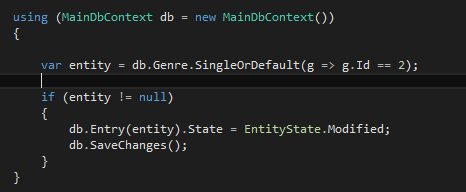 using (MainDbContext db = new MainDbContext())
{
var entity = db.Genre.SingleOrDefault(g => g.Id == 2);
if (entity != null)
{
db.Entry(entity).State = EntityState.Modified;
db.SaveChanges();
}
}